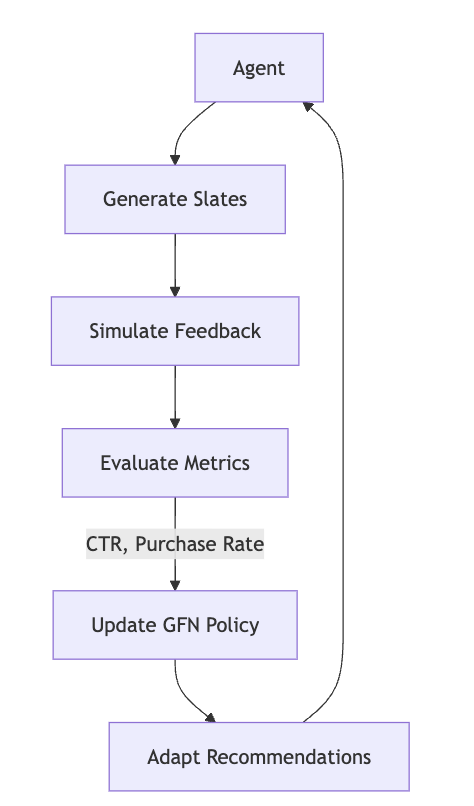 Agent
Generate Slates
Simulate Feedback
Evaluate Metrics
CTR, Purchase Rate
Update GFN Policy
Adapt Recommendations